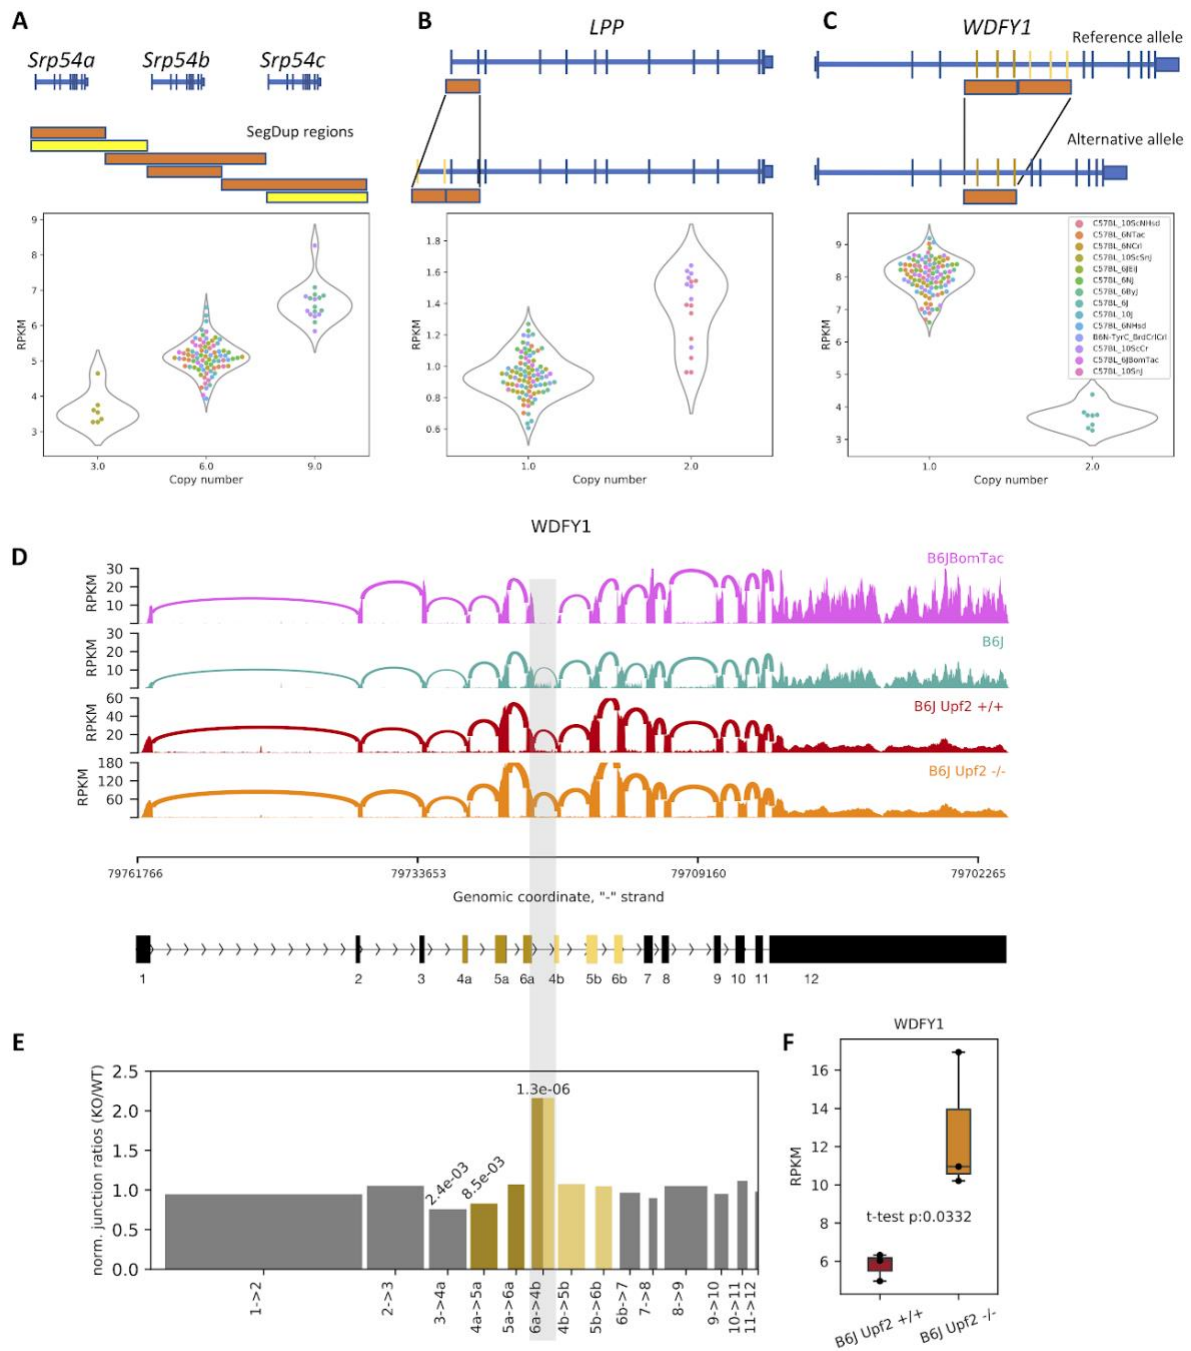 A
B
C
Srp54a
Srp54b
Srp54c
LPP
WDFY1
Reference allele
SegDup regions
Alternative allele
9
8
7
6
5
4
3
RPKM
3.0
6.0
9.0
Copy number
1.8
1.6
1.4
1.2
1.0
0.8
0.6
RPKM
1.0
2.0
Copy number
9
8
7
6
5
4
3
RPKM
1.0
2.0
Copy number
C57BL_10ScNHsd
C57BL_6NTac
C57BL_6NCrl
C57BL_10ScSnJ
C57BL_6JEiJ
C57BL_6NJ
C57BL_6ByJ
C57BL_6J
C57BL_10J
C57BL_6NHsd
B6N-TyrC_BrdCrlCrl
C57BL_10ScCr
C57BL_6JBomTac
C57BL_10SnJ
WDFY1
D
B6JBomTac
30
20
10
RPKM
B6J
30
20
10
RPKM
B6J Upf2 +/+
60
40
20
RPKM
B6J Upf2 -/-
180
120
60
RPKM
79761766
79733653
79709160
79702265
Genomic coordinate, "-" strand
1
2
3
4a
5a
6a
4b
5b
6b
7
8
9
10
11
12
E
norm. junction ratios (KO/WT)
2.5
2.0
1.5
1.0
0.5
0.0
2.4e-03
8.5e-03
1.3e-06
1->2
2->3
3->4a
4a->5a
5a->6a
6a->4b
4b->5b
5b->6b
6b->7
7->8
8->9
9->10
10->11
11->12
F
WDFY1
RPKM
16
14
12
10
8
6
t-test p:0.0332
B6J Upf2 +/+
B6J Upf2 -/-